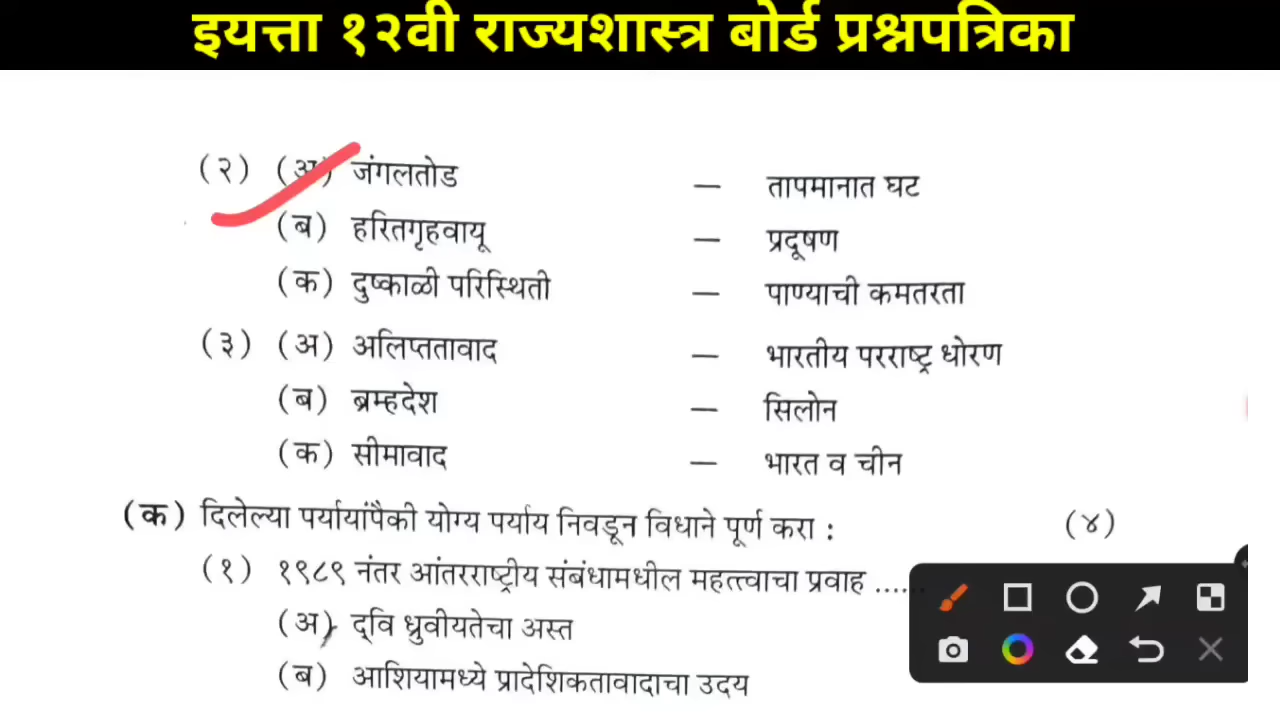 इयत्ता १२वी राज्यशास्त्र बोर्ड प्रश्नपत्रिका
(२) (अ) जंगलतोड — तापमानात घट
(ब) हरितगृहवायू — प्रदूषण
(क) दुष्काळी परिस्थिती — पाण्याची कमतरता
(३) (अ) अलिप्ततावाद — भारतीय परराष्ट्र धोरण
(ब) ब्रम्हदेश — सिलोन
(क) सीमावाद — भारत व चीन
(क) दिलेल्या पर्यायांपैकी योग्य पर्याय निवडून विधाने पूर्ण करा : (४)
(१) १९८९ नंतर आंतरराष्ट्रीय संबंधामधील महत्त्वाचा प्रवाह ......
(अ) द्वि ध्रुवीयतेचा अस्त
(ब) आशियामध्ये प्रादेशिकतावादाचा उदय